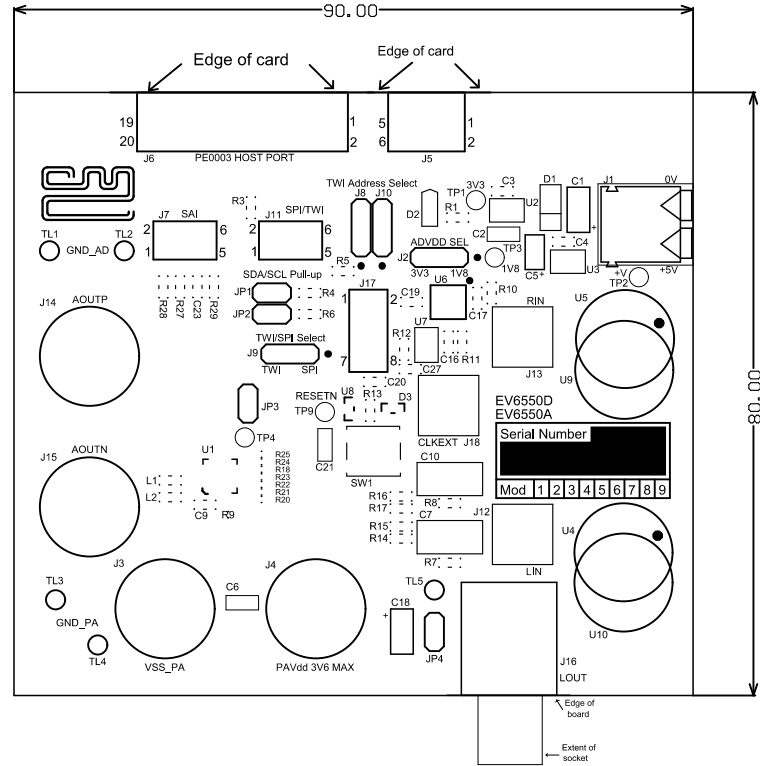 90.00
Edge of card
Edge of card
19
1
5
1
20
2
6
2
J6
PE0003 HOST PORT
J5
TWI Address Select
J8
J10
3V3
C3
D1
C1
J1
0V
TP1
R3
J7
SAI
J11
SPI/TWI
D2
R1
U2
TL1
GND_AD
TL2
2
6
2
6
1
5
1
5
C2
+
ADVDD SEL
TP3
C4
J2
3V3
1V8
1V8
C5+
U3
+V
+5V
TP2
R5
SDA/SCL Pull-up
J17
U6
R10
J14
AOUTP
R28
R27
C23
R29
JP1
R4
1
2
C19
C17
RIN
U5
JP2
R6
U7
R12
TWI/SPI Select
J9
TWI
SPI
7
8
C16
R11
C27
J13
U9
C20
RESETN
U8
R13
D3
EV6550D
EV6550A
JP3
TP9
CLKEXT
J18
Serial Number
TP4
C21
SW1
C10
Mod
1
2
3
4
5
6
7
8
9
J15
AOUTN
U1
R25
R24
R18
R23
R22
R21
R20
L1
L2
C9
R9
R16
R17
R8
C7
J12
U4
R15
R14
R7
LIN
J3
J4
TL3
GND_PA
TL4
C6
TL5
C18
+
JP4
U10
VSS_PA
PAVdd 3V6 MAX
J16
LOUT
Edge of
board
Extent of
socket
80.00